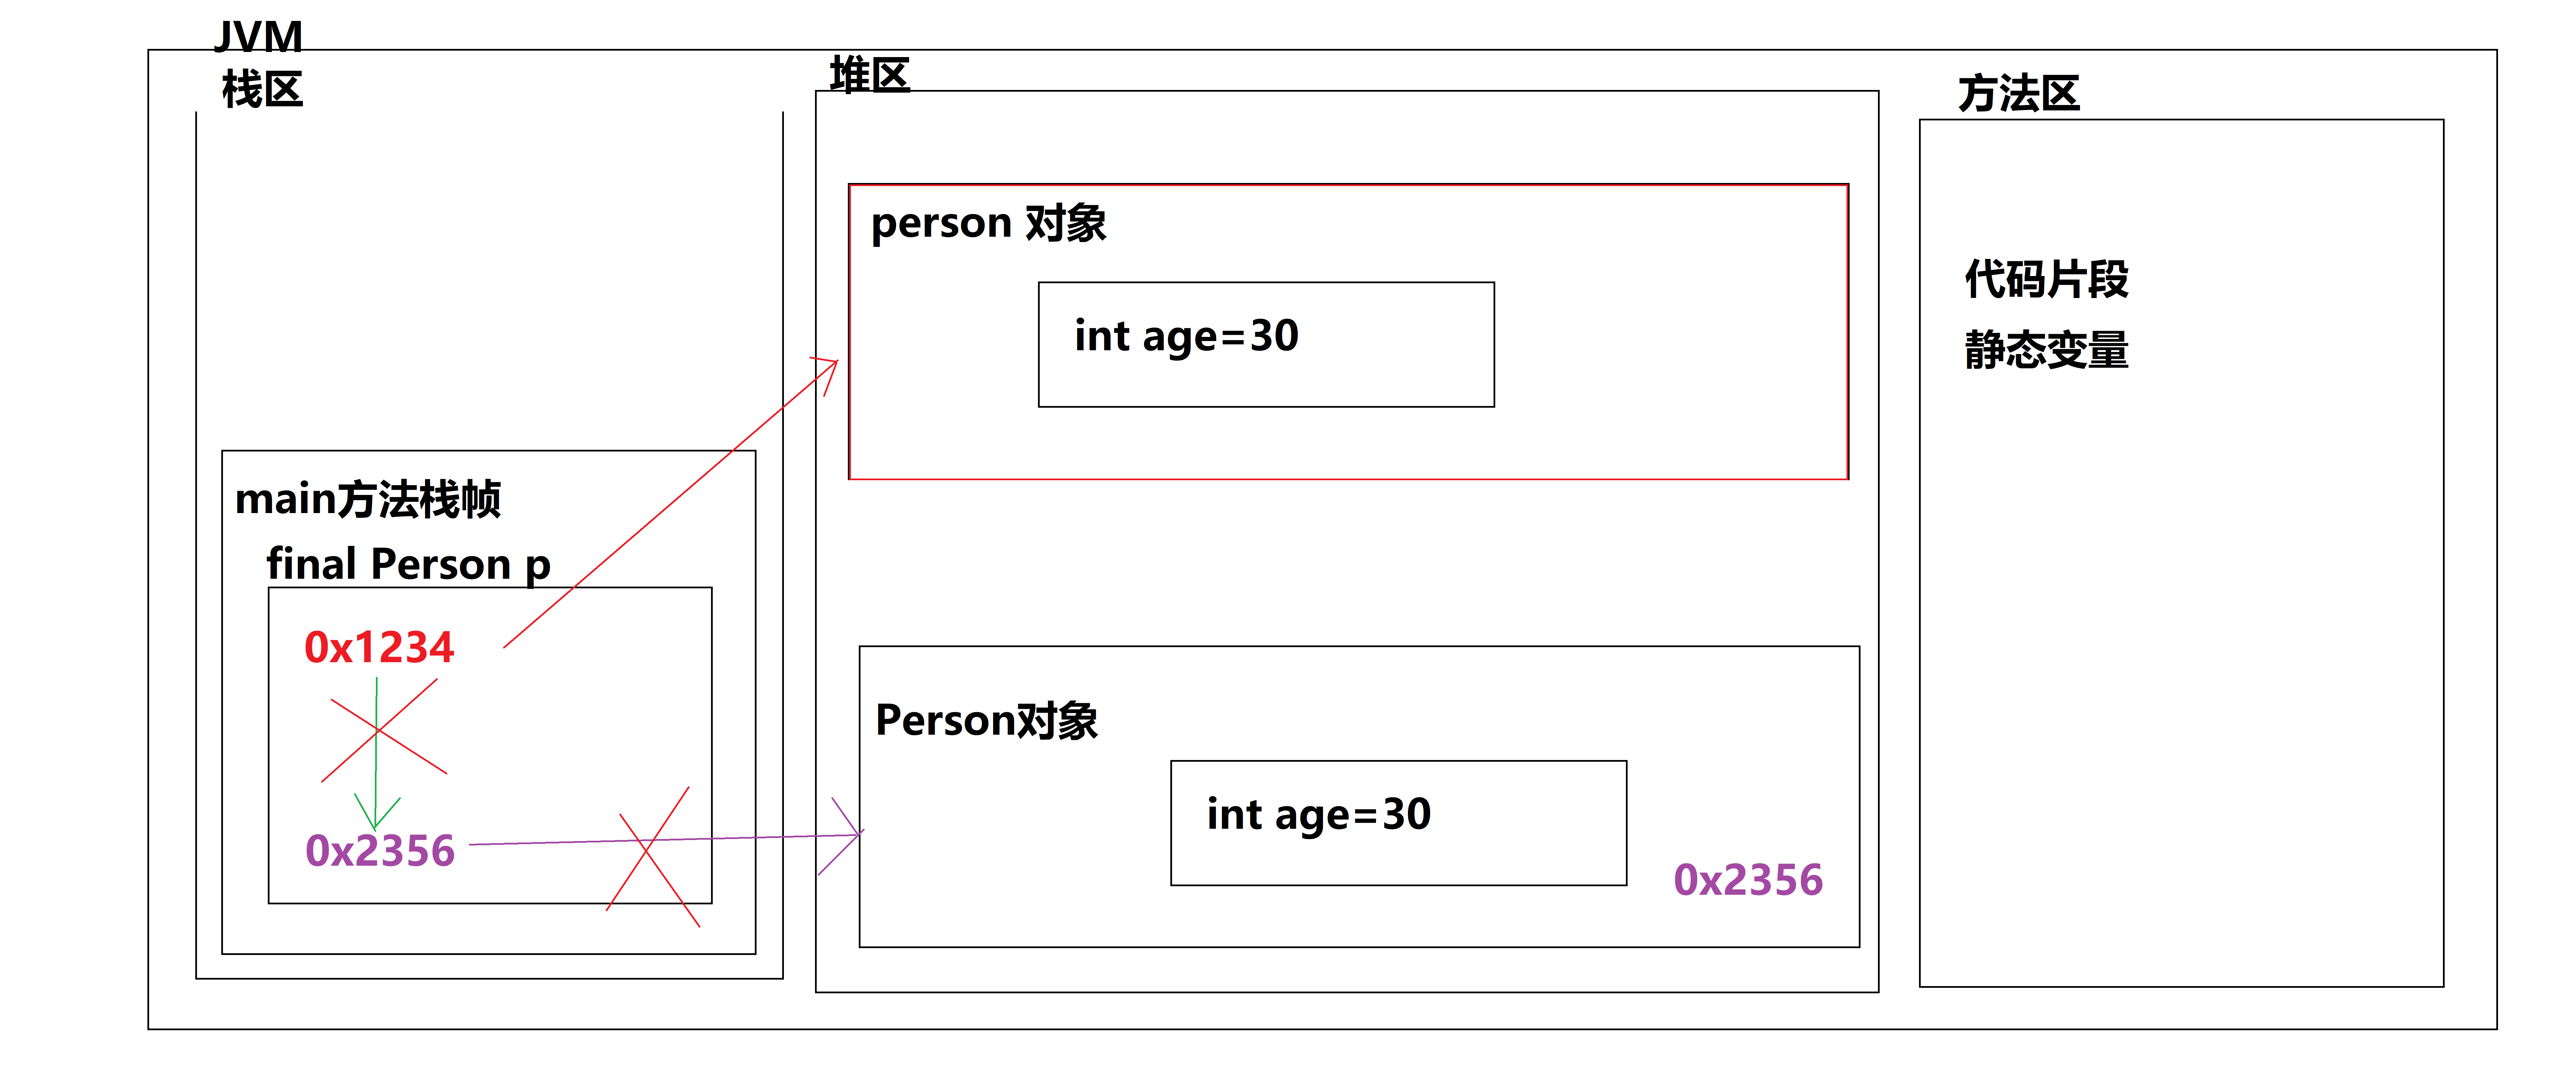 JVM
栈区
main方法栈帧
final Person p
0x1234
0x2356
堆区
person 对象
int age=30
Person对象
int age=30
0x2356
方法区
代码片段
静态变量